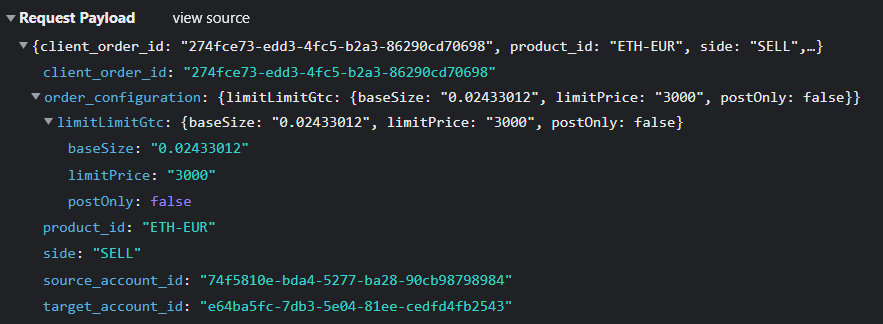 Request Payload view source
{client_order_id: "274fce73-edd3-4fc5-b2a3-86290cd70698", product_id: "ETH-EUR", side: "SELL",…}
client_order_id: "274fce73-edd3-4fc5-b2a3-86290cd70698"
order_configuration: {limitLimitGtc: {baseSize: "0.02433012", limitPrice: "3000", postOnly: false}}
limitLimitGtc: {baseSize: "0.02433012", limitPrice: "3000", postOnly: false}
baseSize: "0.02433012"
limitPrice: "3000"
postOnly: false
product_id: "ETH-EUR"
side: "SELL"
source_account_id: "74f5810e-bda4-5277-ba28-90cb98798984"
target_account_id: "e64ba5fc-7db3-5e04-81ee-cedfd4fb2543"